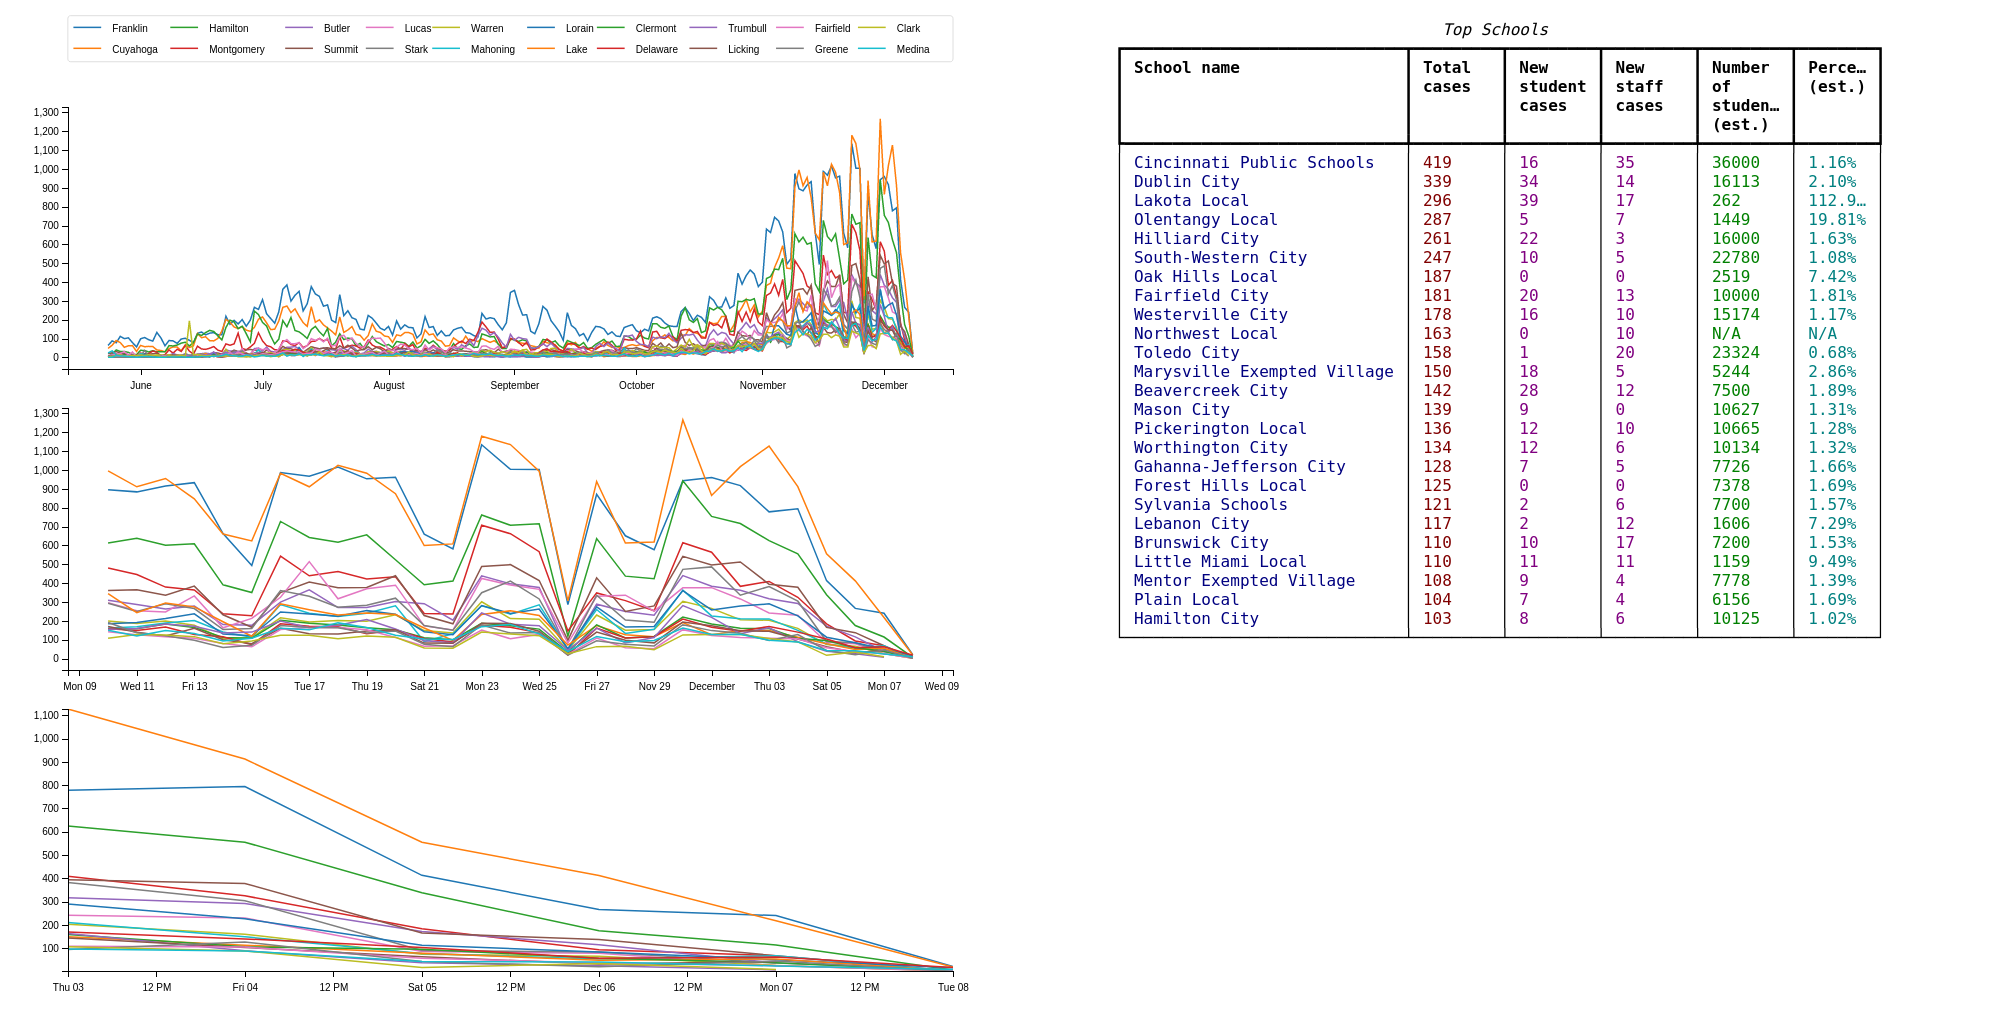 Franklin Hamilton Butler Lucas Warren Lorain Clermont Trumbull Fairfield Clark
Cuyahoga Montgomery Summit Stark Mahoning Lake Delaware Licking Greene Medina
1,300
1,200
1,100
1,000
900
800
700
600
500
400
300
200
100
0
June July August September October November December
1,300
1,200
1,100
1,000
900
800
700
600
500
400
300
200
100
0
Mon 09 Wed 11 Fri 13 Nov 15 Tue 17 Thu 19 Sat 21 Mon 23 Wed 25 Fri 27 Nov 29 December Thu 03 Sat 05 Mon 07 Wed 09
1,100
1,000
900
800
700
600
500
400
300
200
100
Thu 03 12 PM Fri 04 12 PM Sat 05 12 PM Dec 06 12 PM Mon 07 12 PM Tue 08
Top Schools
School name Total New New Number Perce…
cases student staff of (est.)
cases cases studen…
(est.)
Cincinnati Public Schools 419 16 35 36000 1.16%
Dublin City 339 34 14 16113 2.10%
Lakota Local 296 39 17 262 112.9…
Olentangy Local 287 5 7 1449 19.81%
Hilliard City 261 22 3 16000 1.63%
South-Western City 247 10 5 22780 1.08%
Oak Hills Local 187 0 0 2519 7.42%
Fairfield City 181 20 13 10000 1.81%
Westerville City 178 16 10 15174 1.17%
Northwest Local 163 0 10 N/A N/A
Toledo City 158 1 20 23324 0.68%
Marysville Exempted Village 150 18 5 5244 2.86%
Beavercreek City 142 28 12 7500 1.89%
Mason City 139 9 0 10627 1.31%
Pickerington Local 136 12 10 10665 1.28%
Worthington City 134 12 6 10134 1.32%
Gahanna-Jefferson City 128 7 5 7726 1.66%
Forest Hills Local 125 0 0 7378 1.69%
Sylvania Schools 121 2 6 7700 1.57%
Lebanon City 117 2 12 1606 7.29%
Brunswick City 110 10 17 7200 1.53%
Little Miami Local 110 11 11 1159 9.49%
Mentor Exempted Village 108 9 4 7778 1.39%
Plain Local 104 7 4 6156 1.69%
Hamilton City 103 8 6 10125 1.02%